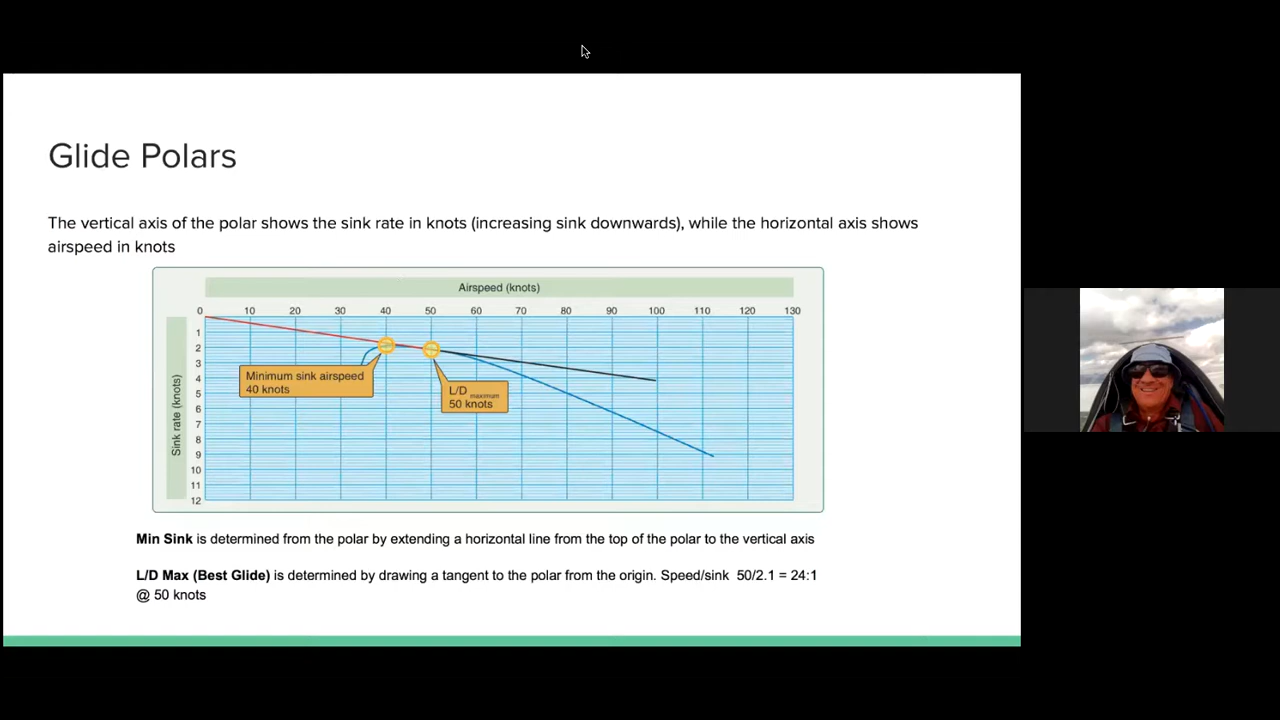 Glide Polars
The vertical axis of the polar shows the sink rate in knots (increasing sink downwards), while the horizontal axis shows
airspeed in knots
Airspeed (knots)
0 10 20 30 40 50 60 70 80 90 100 110 120 130
Sink rate (knots)
1
2
3
4
5
6
7
8
9
10
11
12
Minimum sink airspeed
40 knots
L/D maximum
50 knots
Min Sink is determined from the polar by extending a horizontal line from the top of the polar to the vertical axis
L/D Max (Best Glide) is determined by drawing a tangent to the polar from the origin. Speed/sink 50/2.1 = 24:1
@ 50 knots